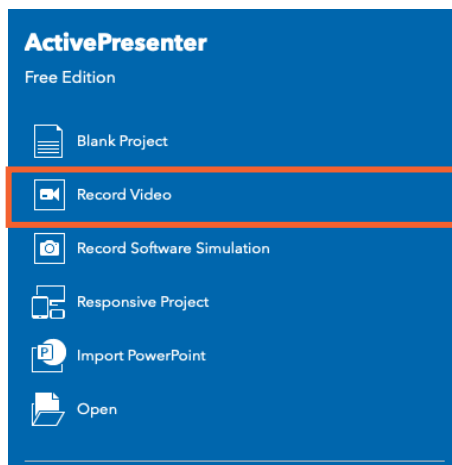 ActivePresenter
Free Edition
Blank Project
Record Video
Record Software Simulation
Responsive Project
P
Import PowerPoint
Open